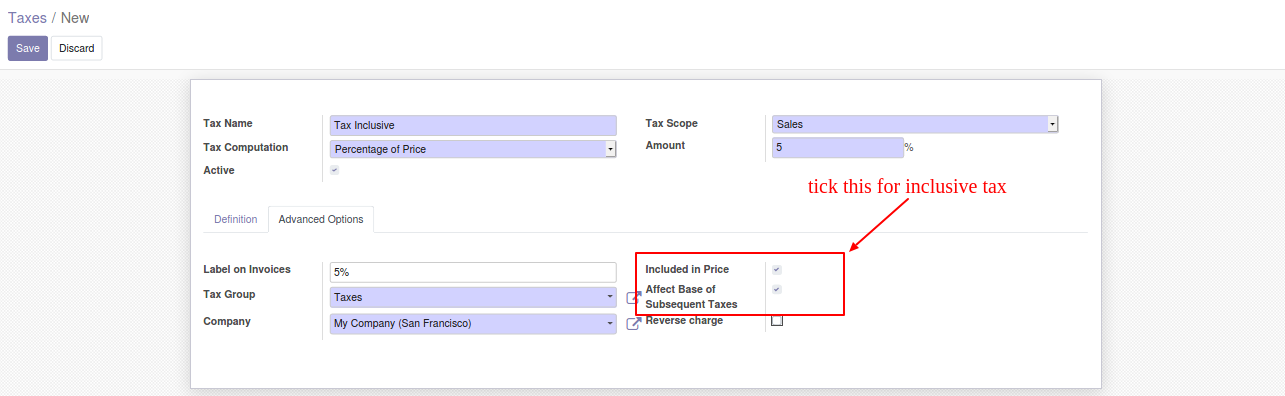 Taxes / New
Save Discard
Tax Name Tax Inclusive Tax Scope Sales
Tax Computation Percentage of Price Amount 5 %
Active
tick this for inclusive tax
Definition Advanced Options
Label on Invoices 5% Included in Price
Tax Group Taxes Affect Base of
Subsequent Taxes
Company My Company (San Francisco) Reverse charge